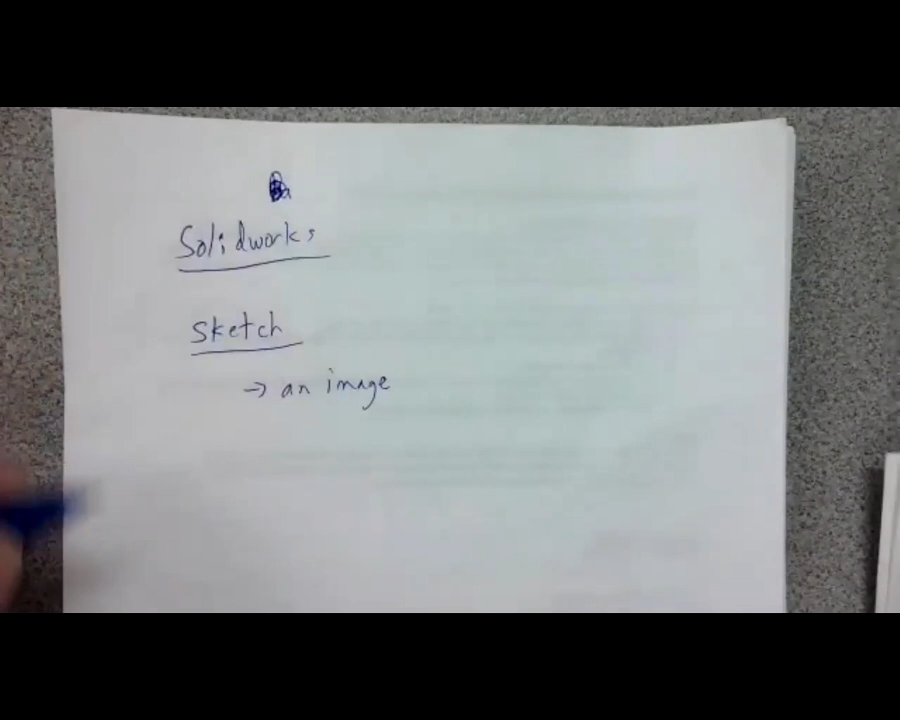 Solidworks
Sketch
→ an image